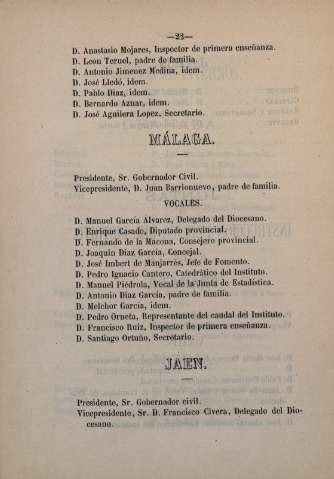 —22—
D. Anastasio Mojares, Inspector de primera enseñanza.
D. Leon Teruel, padre de familia.
D. Antonio Jimenez Medina, idem.
D. José Lledó, idem.
D. Pablo Diaz, idem.
D. Bernardo Aznar, idem.
D. José Aguilera Lopez, Secretario.
MÁLAGA.
Presidente, Sr. Gobernador Civil.
Vicepresidente, D. Juan Barrionuevo, padre de familia.
VOCALES.
D. Manuel García Alvarez, Delegado del Diocesano.
D. Enrique Casado, Diputado provincial.
D. Fernando de la Macona, Consejero provincial.
D. Joaquin Diaz García, Concejal.
D. José Imbert de Manjarrés, Jefe de Fomento.
D. Pedro Ignacio Cantero, Catedrático del Instituto.
D. Manuel Piédrola, Vocal de la Junta de Estadística.
D. Antonio Diaz García, padre de familia.
D. Melchor García, idem.
D. Pedro Orneta, Representante del caudal del Instituto.
D. Francisco Ruiz, Inspector de primera enseñanza.
D. Santiago Ortuño, Secretario.
JAEN.
Presidente, Sr. Gobernador civil.
Vicepresidente, Sr. D. Francisco Civera, Delegado del Dio-
cesano.